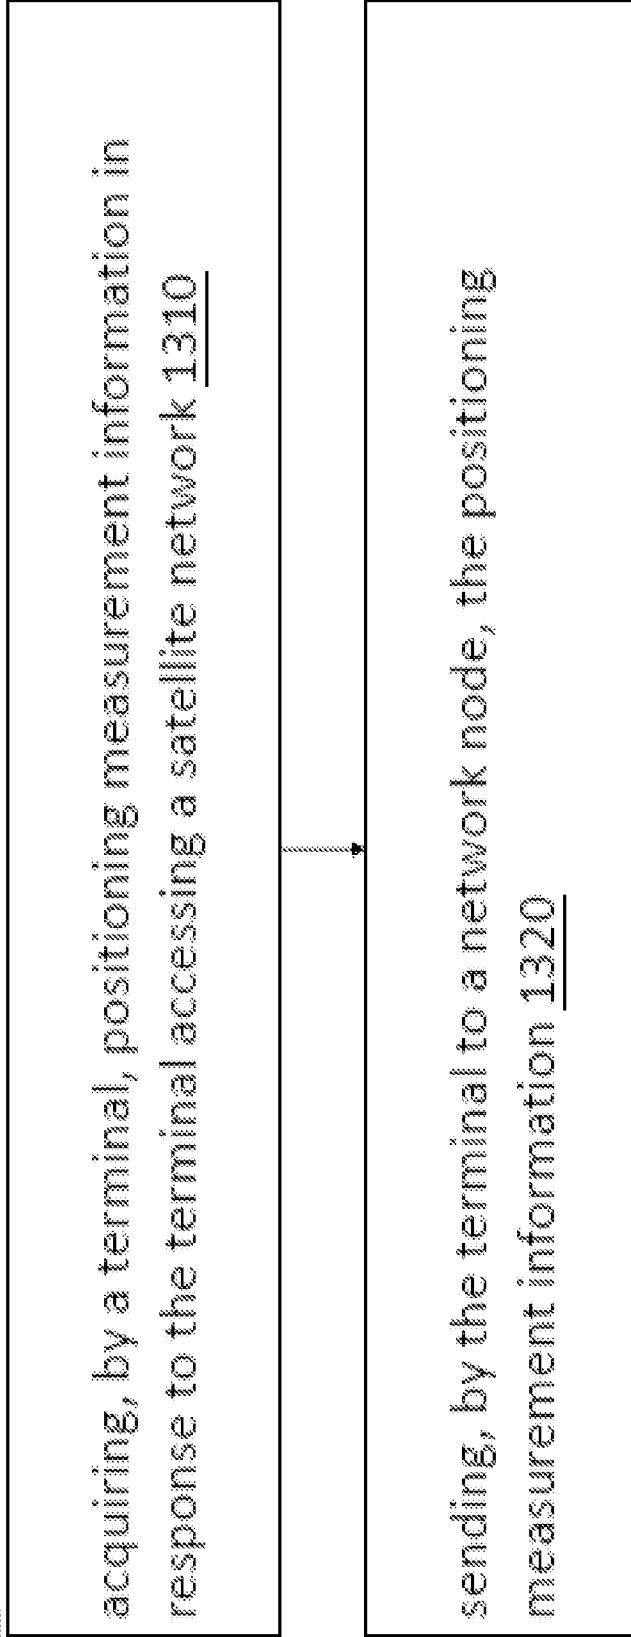 acquiring, by a terminal, positioning measurement information in
response to the terminal accessing a satellite network 1310
sending, by the terminal to a network node, the positioning
measurement information 1320